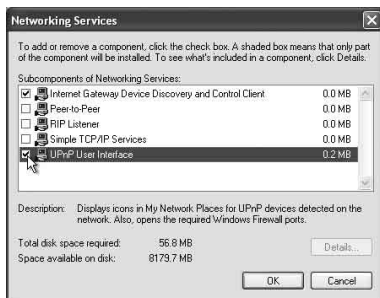 Networking Services
To add or remove a component, click the check box. A shaded box means that only part
of the component will be installed. To see what's included in a component, click Details.
Subcomponents of Networking Services:
Internet Gateway Device Discovery and Control Client 0.0 MB
Peer-to-Peer 0.0 MB
RIP Listener 0.0 MB
Simple TCP/IP Services 0.0 MB
UPnP User Interface 0.2 MB
Description: Displays icons in My Network Places for UPnP devices detected on the
network. Also, opens the required Windows Firewall ports.
Total disk space required: 56.8 MB
Space available on disk: 8179.7 MB
Details...
OK Cancel